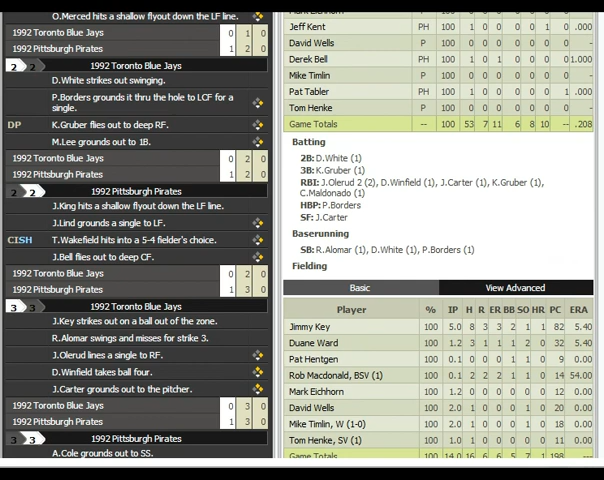 O.Merced hits a shallow flyout down the LF line.
1992 Toronto Blue Jays 0 1 0
1992 Pittsburgh Pirates 1 2 0
2 2 1992 Toronto Blue Jays
D.White strikes out swinging.
P.Borders grounds it thru the hole to LCF for a
single.
DP K.Gruber flies out to deep RF.
M.Lee grounds out to 1B.
1992 Toronto Blue Jays 0 2 0
1992 Pittsburgh Pirates 1 2 0
2 2 1992 Pittsburgh Pirates
J.King hits a shallow flyout down the LF line.
J.Lind grounds a single to LF.
CISH T.Wakefield hits into a 5-4 fielder's choice.
J.Bell flies out to deep CF.
1992 Toronto Blue Jays 0 2 0
1992 Pittsburgh Pirates 1 3 0
3 3 1992 Toronto Blue Jays
J.Key strikes out on a ball out of the zone.
R.Alomar swings and misses for strike 3.
J.Olerud lines a single to RF.
D.Winfield takes ball four.
J.Carter grounds out to the pitcher.
1992 Toronto Blue Jays 0 3 0
1992 Pittsburgh Pirates 1 3 0
3 3 1992 Pittsburgh Pirates
A.Cole grounds out to SS.
Mark Eichhorn P 100 0 0 0 0 0 0 -
Jeff Kent PH 100 1 0 0 0 1 0 .000
David Wells P 100 0 0 0 0 0 0 -
Derek Bell PH 100 1 0 1 0 0 0 1.000
Mike Timlin P 100 0 0 0 0 0 0 -
Pat Tabler PH 100 1 0 0 0 0 1 .000
Tom Henke P 100 0 0 0 0 0 0 -
Game Totals -- 100 53 7 11 6 8 10 -- .208
Batting
2B: D.White (1)
3B: K.Gruber (1)
RBI: J.Olerud 2 (2), D.Winfield (1), J.Carter (1), K.Gruber (1),
C.Maldonado (1)
HBP: P.Borders
SF: J.Carter
Baserunning
SB: R.Alomar (1), D.White (1), P.Borders (1)
Fielding
Basic View Advanced
Player % IP H R ER BB SO HR PC ERA
Jimmy Key 100 5.0 8 3 3 2 1 1 82 5.40
Duane Ward 100 1.2 3 1 1 2 2 0 32 5.40
Pat Hentgen 100 0.1 0 0 0 0 1 0 9 0.00
Rob Macdonald, BSV (1) 100 0.1 2 2 2 1 0 0 14 54.00
Mark Eichhorn 100 1.2 0 0 0 0 0 0 12 0.00
David Wells 100 2.0 1 0 0 0 1 0 20 0.00
Mike Timlin, W (1-0) 100 2.0 1 0 0 0 1 0 18 0.00
Tom Henke, SV (1) 100 1.0 1 0 0 0 1 0 11 0.00
Game Totals 100 14.0 16 6 6 5 7 1 198 ---